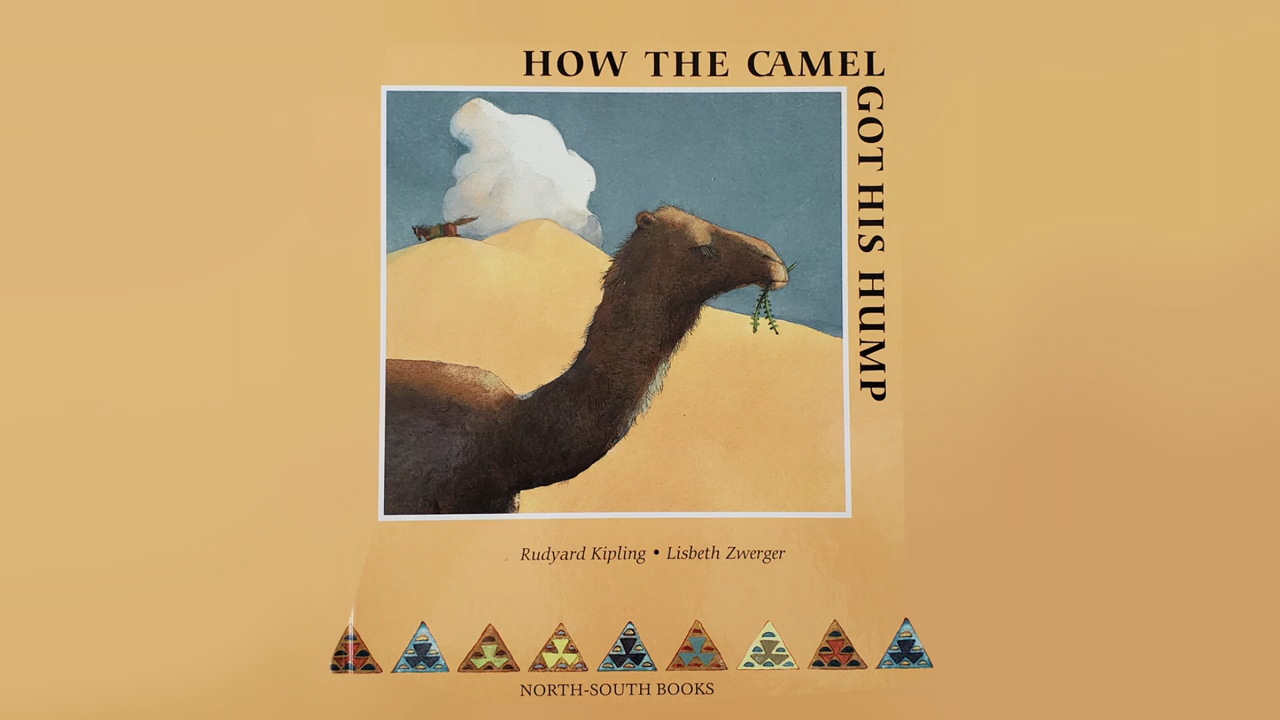 HOW THE CAMEL
GOT HIS HUMP
Rudyard Kipling • Lisbeth Zwerger
NORTH-SOUTH BOOKS